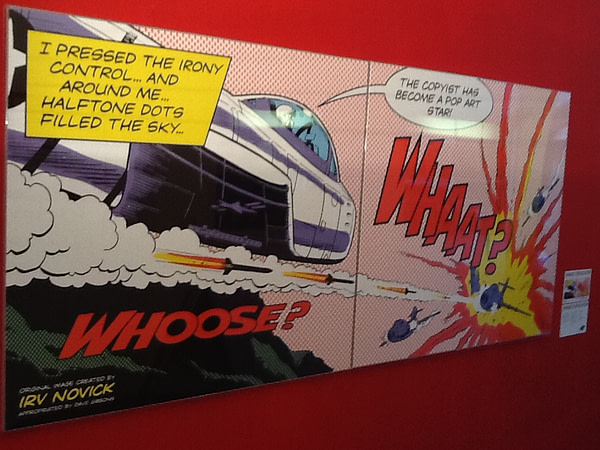 I PRESSED THE IRONY
CONTROL... AND
AROUND ME...
HALFTONE DOTS
FILLED THE SKY...
THE COPYIST HAS
BECOME A POP ART
STAR!
WHAAT?
WHOOSE?
ORIGINAL IMAGE CREATED BY
IRV NOVICK
APPROPRIATED BY DAVE GIBBONS